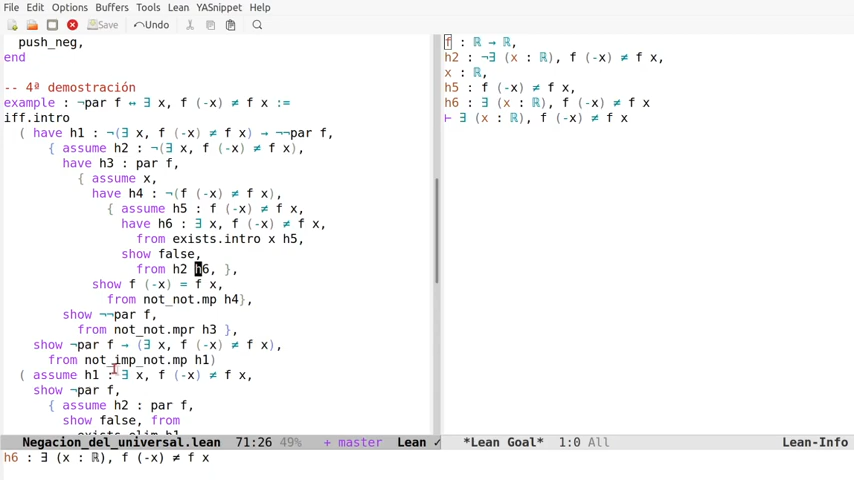 File Edit Options Buffers Tools Lean YASnippet Help
Save Undo
push_neg,
end
-- 4ª demostración
example : ¬par f ↔ ∃ x, f (-x) ≠ f x :=
iff.intro
( have h1 : ¬(∃ x, f (-x) ≠ f x) → ¬¬par f,
{ assume h2 : ¬(∃ x, f (-x) ≠ f x),
have h3 : par f,
{ assume x,
have h4 : ¬(f (-x) ≠ f x),
{ assume h5 : f (-x) ≠ f x,
have h6 : ∃ x, f (-x) ≠ f x,
from exists.intro x h5,
show false,
from h2 h6, },
show f (-x) = f x,
from not_not.mp h4},
show ¬¬par f,
from not_not.mpr h3 },
show ¬par f → (∃ x, f (-x) ≠ f x),
from not_imp_not.mp h1)
( assume h1 : ∃ x, f (-x) ≠ f x,
show ¬par f,
{ assume h2 : par f,
show false, from
exists.elim h1
f : ℝ → ℝ,
h2 : ¬∃ (x : ℝ), f (-x) ≠ f x,
x : ℝ,
h5 : f (-x) ≠ f x,
h6 : ∃ (x : ℝ), f (-x) ≠ f x
⊢ ∃ (x : ℝ), f (-x) ≠ f x
Negacion_del_universal.lean 71:26 49% + master Lean ✓
*Lean Goal* 1:0 All Lean-Info
h6 : ∃ (x : ℝ), f (-x) ≠ f x